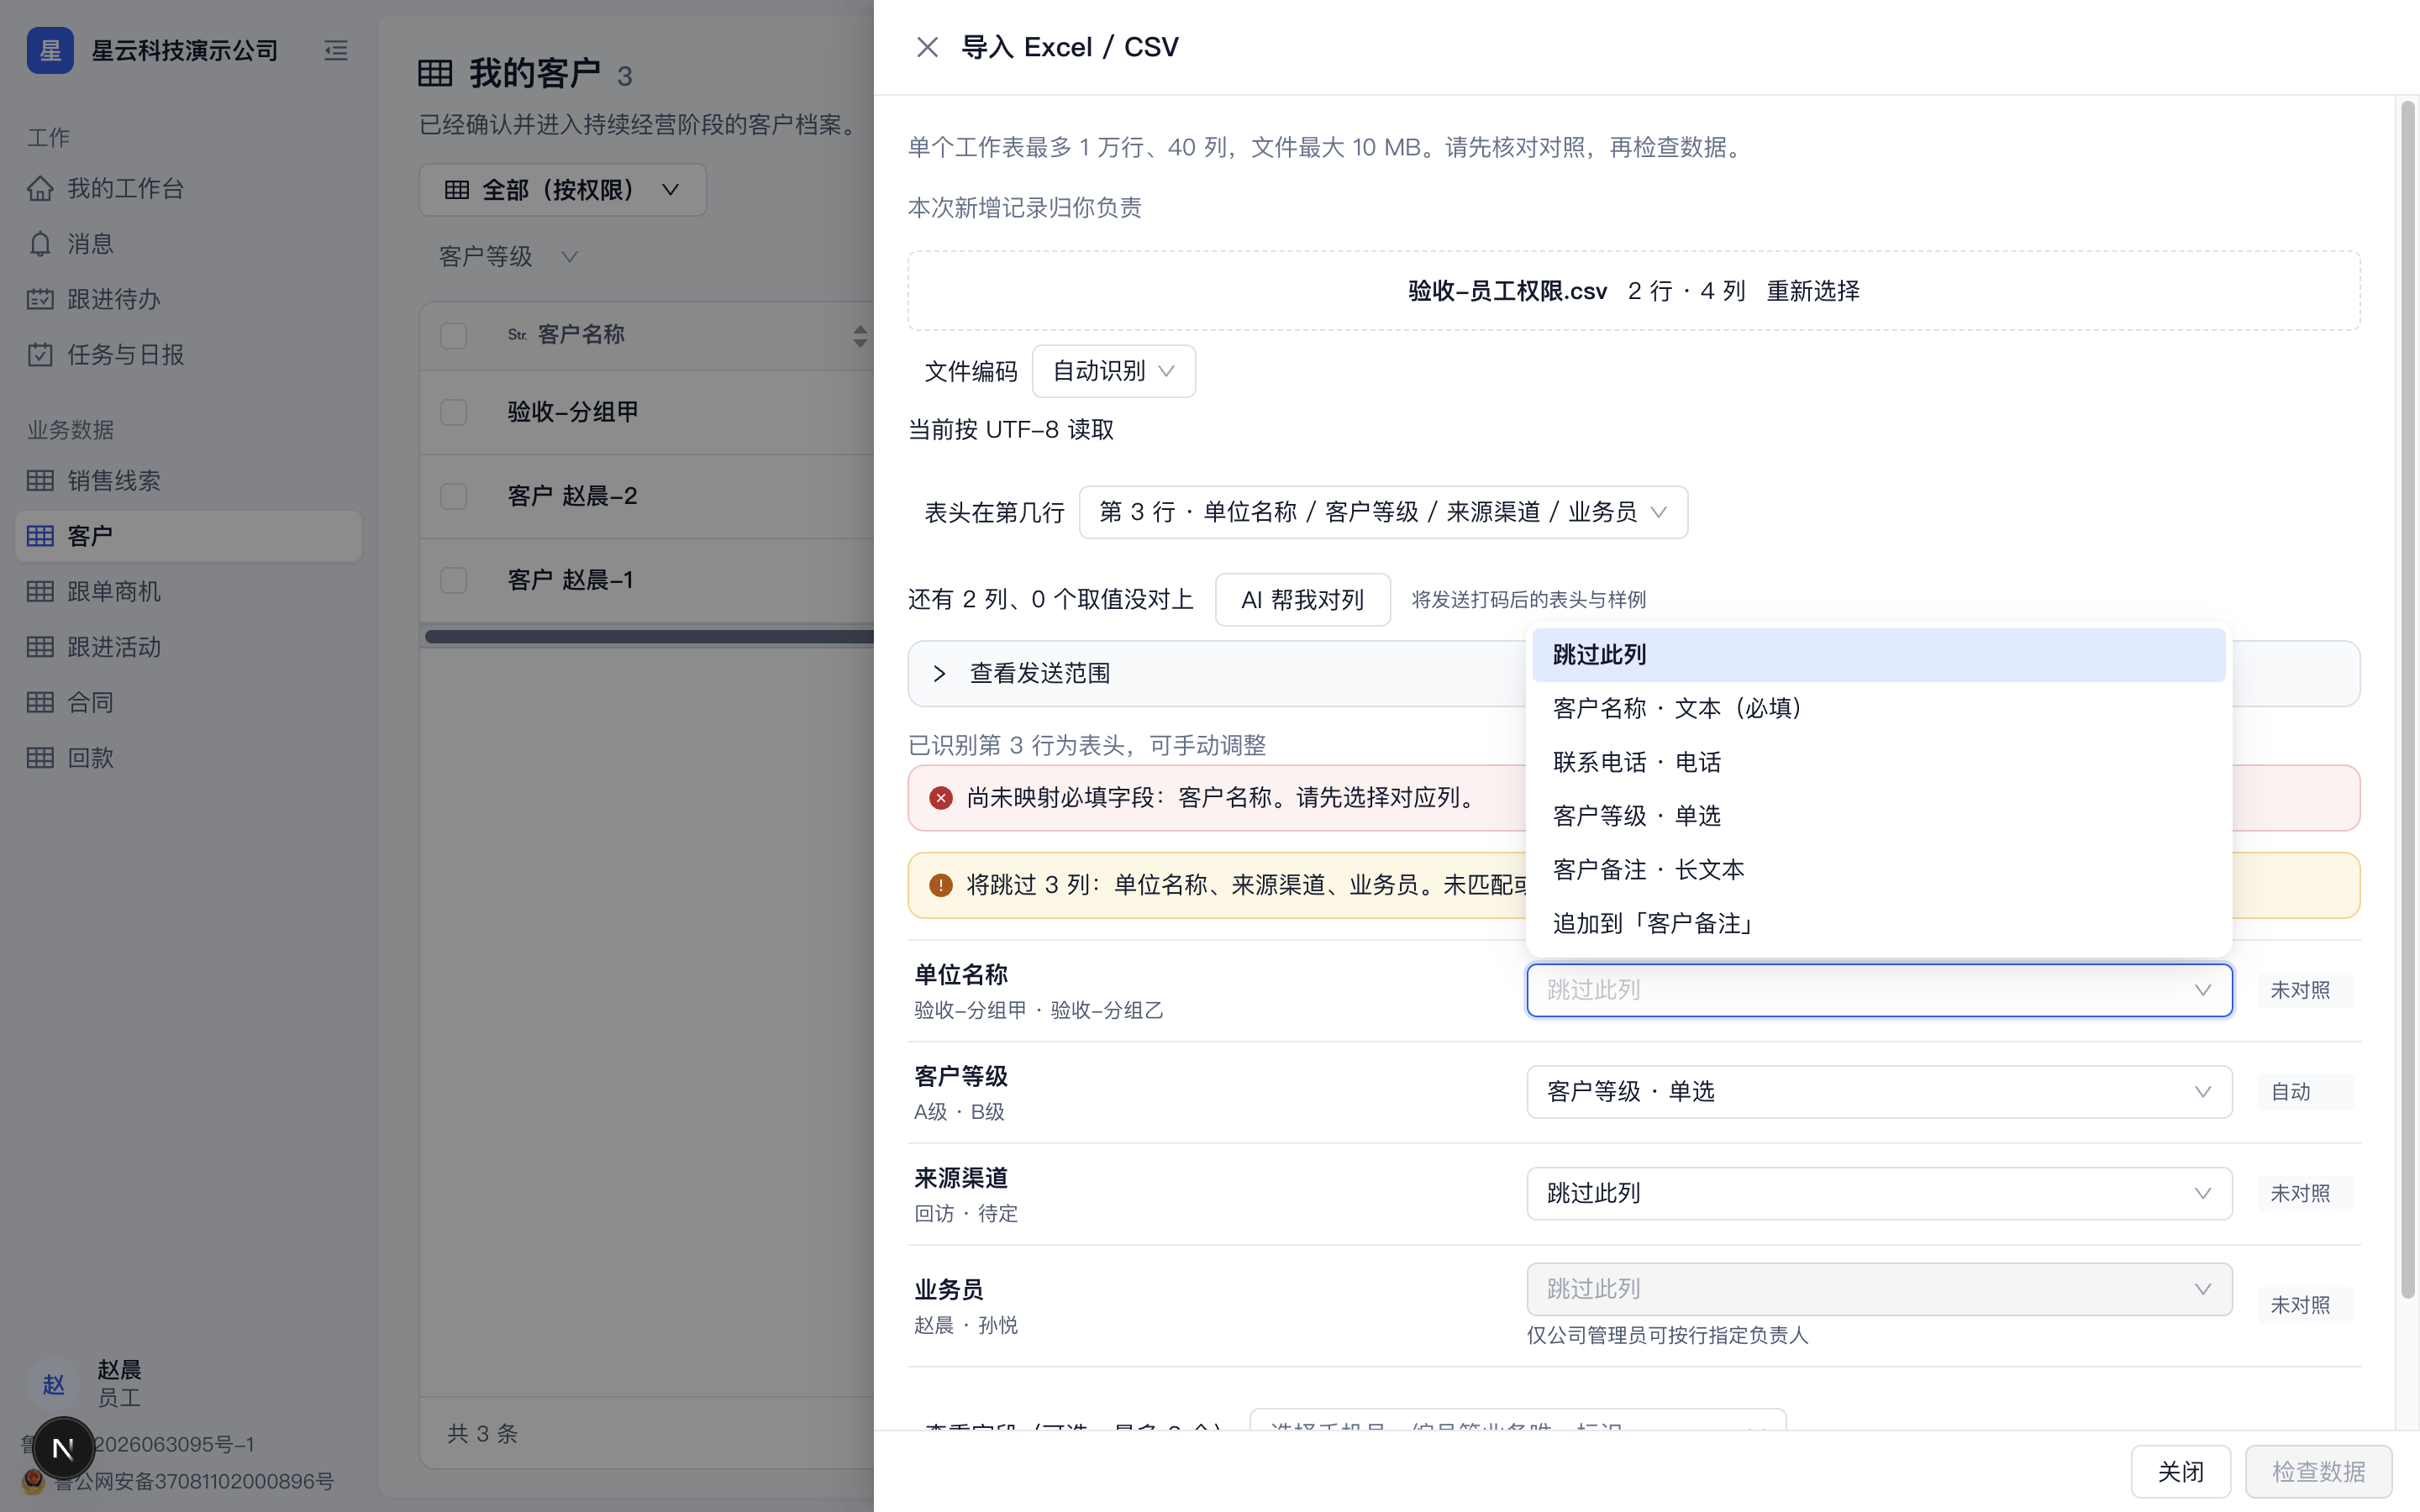 星 星云科技演示公司
工作
我的工作台
消息
跟进待办
任务与日报
业务数据
销售线索
客户
跟单商机
跟进活动
合同
回款
赵 赵晨
员工
2026063095号-1
公网安备37081102000896号
N
我的客户 3
已经确认并进入持续经营阶段的客户档案。
全部（按权限）
客户等级
Str. 客户名称
验收-分组甲
客户 赵晨-2
客户 赵晨-1
共 3 条
导入 Excel / CSV
单个工作表最多 1 万行、40 列，文件最大 10 MB。请先核对对照，再检查数据。
本次新增记录归你负责
验收-员工权限.csv 2 行 · 4 列 重新选择
文件编码 自动识别
当前按 UTF-8 读取
表头在第几行 第 3 行 · 单位名称 / 客户等级 / 来源渠道 / 业务员
还有 2 列、0 个取值没对上 AI 帮我对列 将发送打码后的表头与样例
查看发送范围
已识别第 3 行为表头，可手动调整
尚未映射必填字段：客户名称。请先选择对应列。
将跳过 3 列：单位名称、来源渠道、业务员。未匹配
跳过此列
客户名称 · 文本（必填）
联系电话 · 电话
客户等级 · 单选
客户备注 · 长文本
追加到「客户备注」
单位名称
验收-分组甲 · 验收-分组乙
跳过此列 未对照
客户等级
A级 · B级
客户等级 · 单选 自动
来源渠道
回访 · 待定
跳过此列 未对照
业务员
赵晨 · 孙悦
跳过此列 未对照
仅公司管理员可按行指定负责人
关闭 检查数据